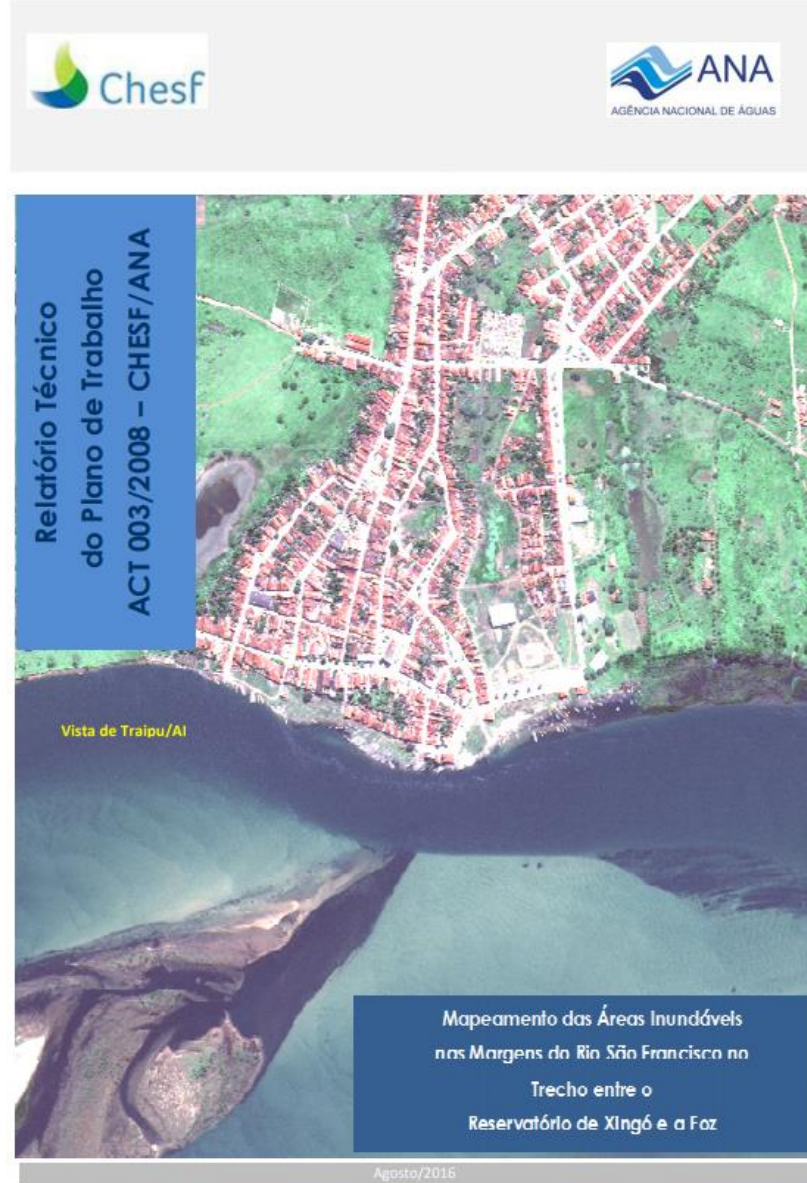 Chesf
ANA
AGÊNCIA NACIONAL DE ÁGUAS
Relatório Técnico
do Plano de Trabalho
ACT 003/2008 – CHESF/ANA
Vista de Traipu/Al
Mapeamento das Áreas Inundáveis
nas Margens do Rio São Francisco no
Trecho entre o
Reservatório de Xingó e a Foz
Agosto/2016